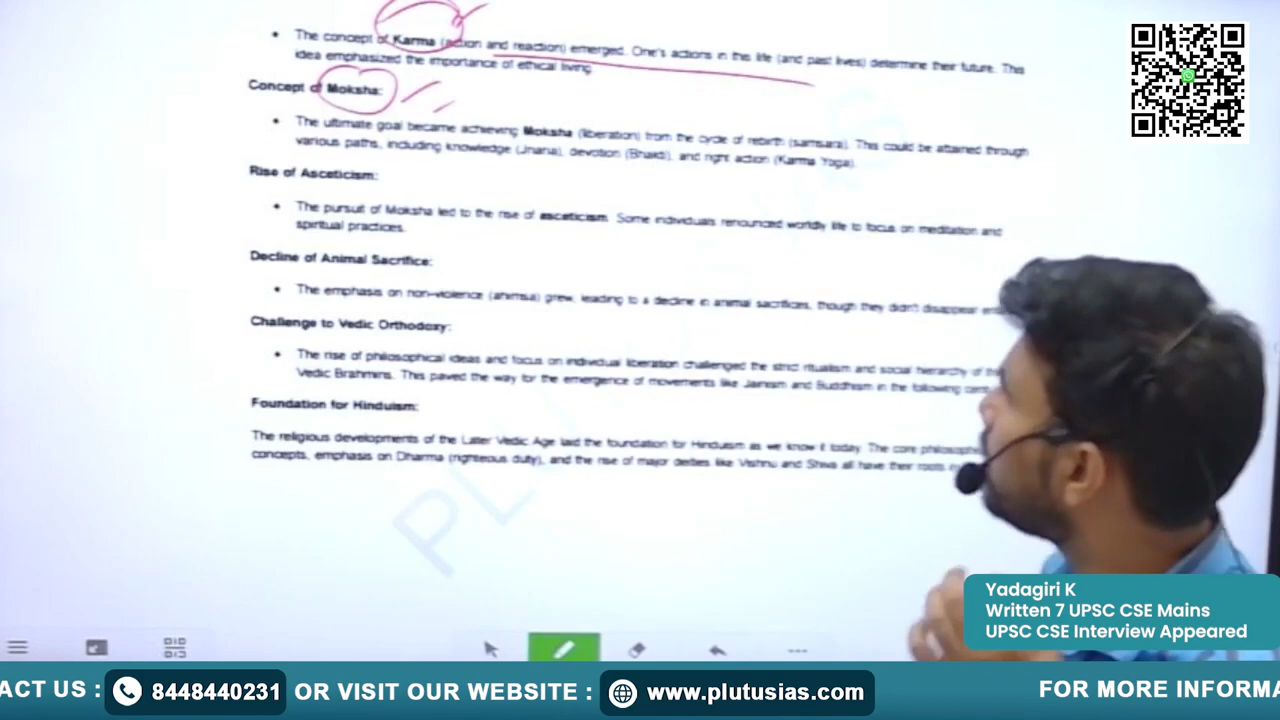 The concept of Karma (action and reaction) emerged. One's actions in this life (and past lives) determine their future. This
idea emphasized the importance of ethical living.
Concept of Moksha:
The ultimate goal became achieving Moksha (liberation) from the cycle of rebirth (samsara). This could be attained through
various paths, including knowledge (Jnana), devotion (Bhakti), and right action (Karma Yoga).
Rise of Asceticism:
The pursuit of Moksha led to the rise of asceticism. Some individuals renounced worldly life to focus on meditation and
spiritual practices.
Decline of Animal Sacrifice:
The emphasis on non-violence (ahimsa) grew, leading to a decline in animal sacrifices, though they didn't disappear
Challenge to Vedic Orthodoxy:
The rise of philosophical ideas and focus on individual liberation challenged the strict ritualism and social hierarchy of
Vedic Brahmins. This paved the way for the emergence of movements like Jainism and Buddhism in the following
Foundation for Hinduism:
The religious developments of the Later Vedic Age laid the foundation for Hinduism as we know it today. The core
concepts, emphasis on Dharma (righteous duty), and the rise of major deities like Vishnu and Shiva all have their roots
Yadagiri K
Written 7 UPSC CSE Mains
UPSC CSE Interview Appeared
ACT US : 8448440231 OR VISIT OUR WEBSITE : www.plutusias.com FOR MORE INFORMA